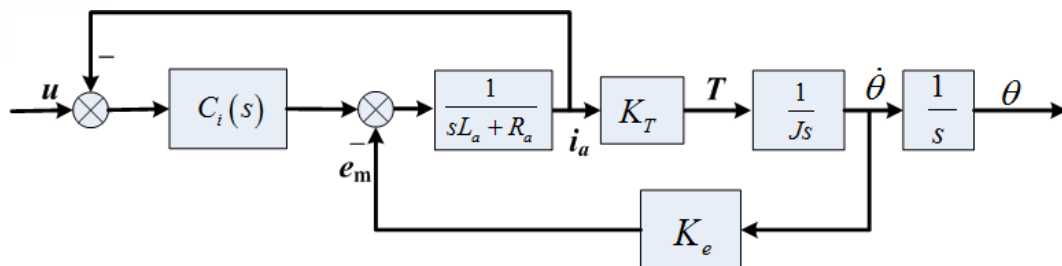 −
u
C_i(s)
1/(sL_a + R_a)
i_a
K_T
T
1/(Js)
θ̇
1/s
θ
−
e_m
K_e